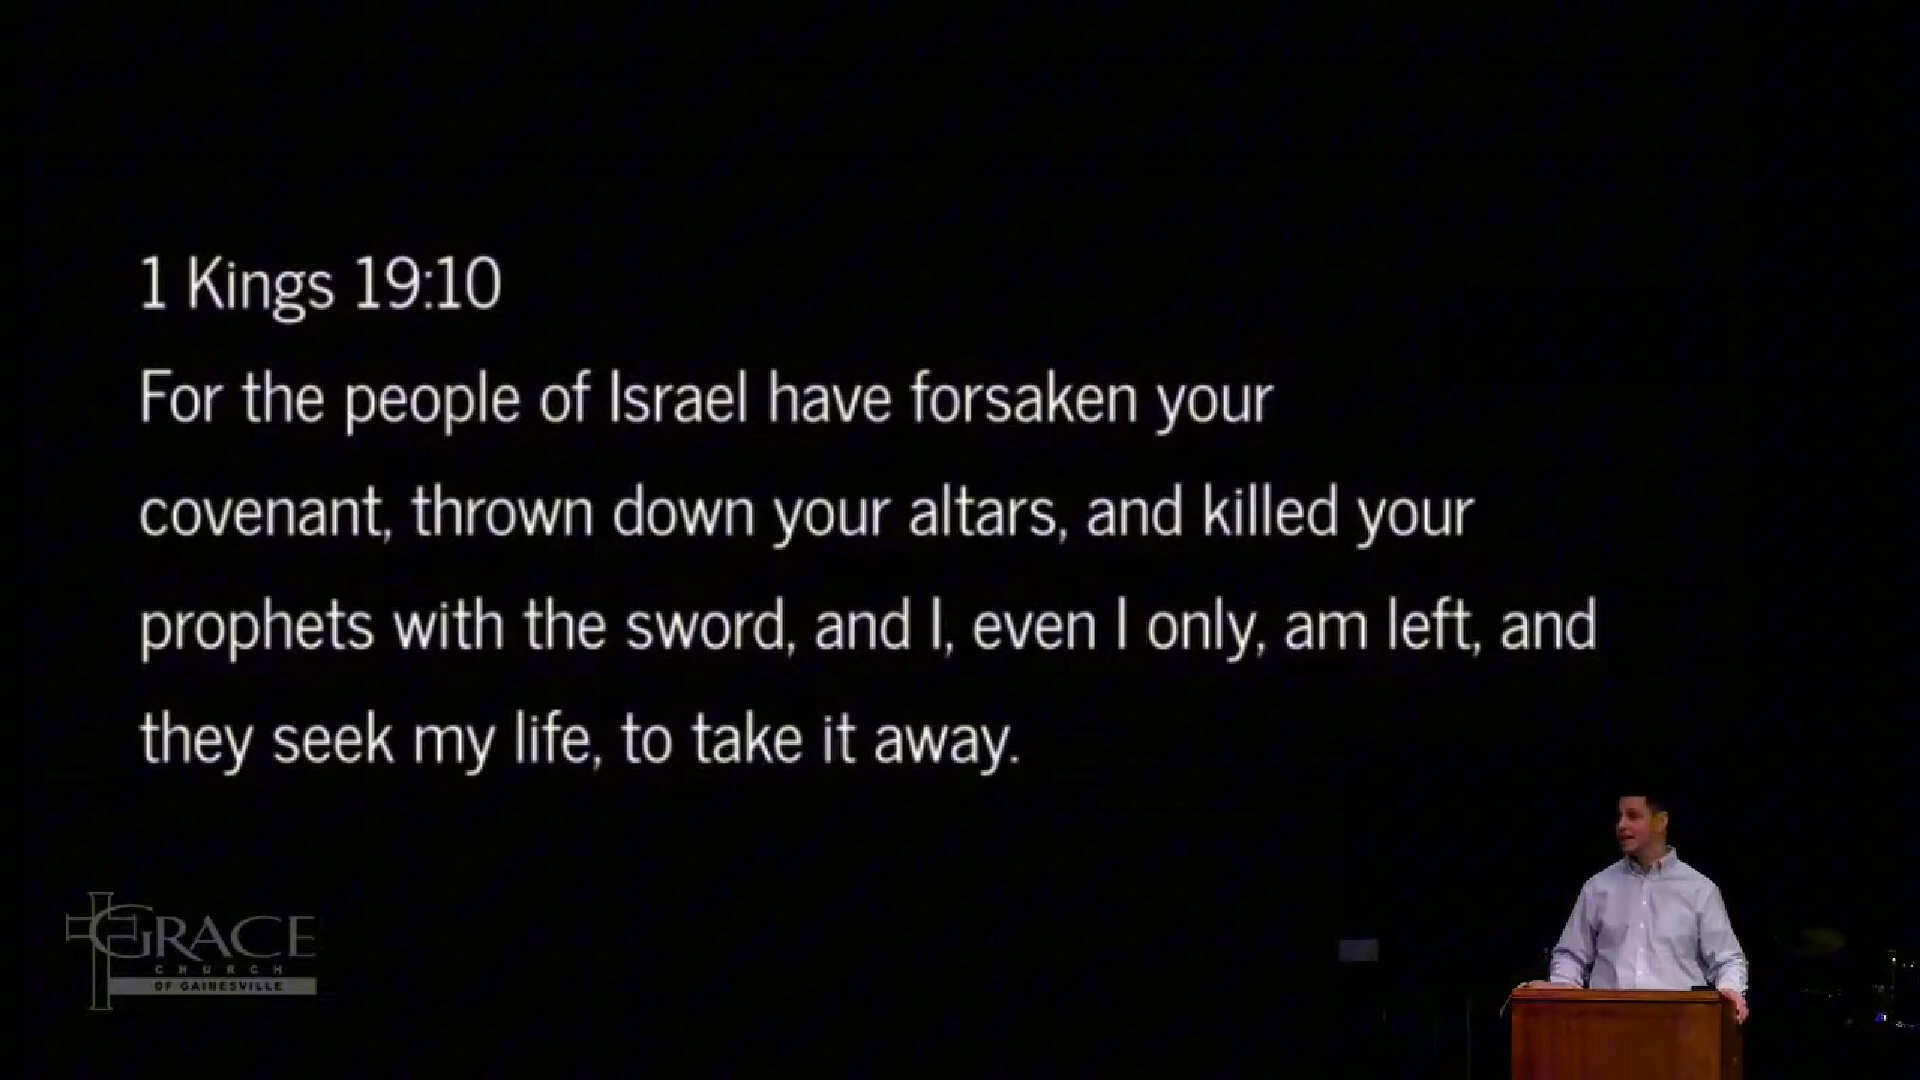 1 Kings 19:10
For the people of Israel have forsaken your
covenant, thrown down your altars, and killed your
prophets with the sword, and I, even I only, am left, and
they seek my life, to take it away.
GRACE
CHURCH
OF GAINESVILLE